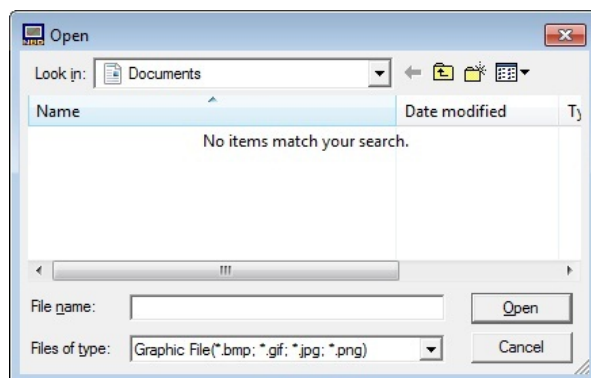 Open
Look in: Documents
Name Date modified Ty
No items match your search.
File name: Open
Files of type: Graphic File(*.bmp; *.gif; *.jpg; *.png) Cancel